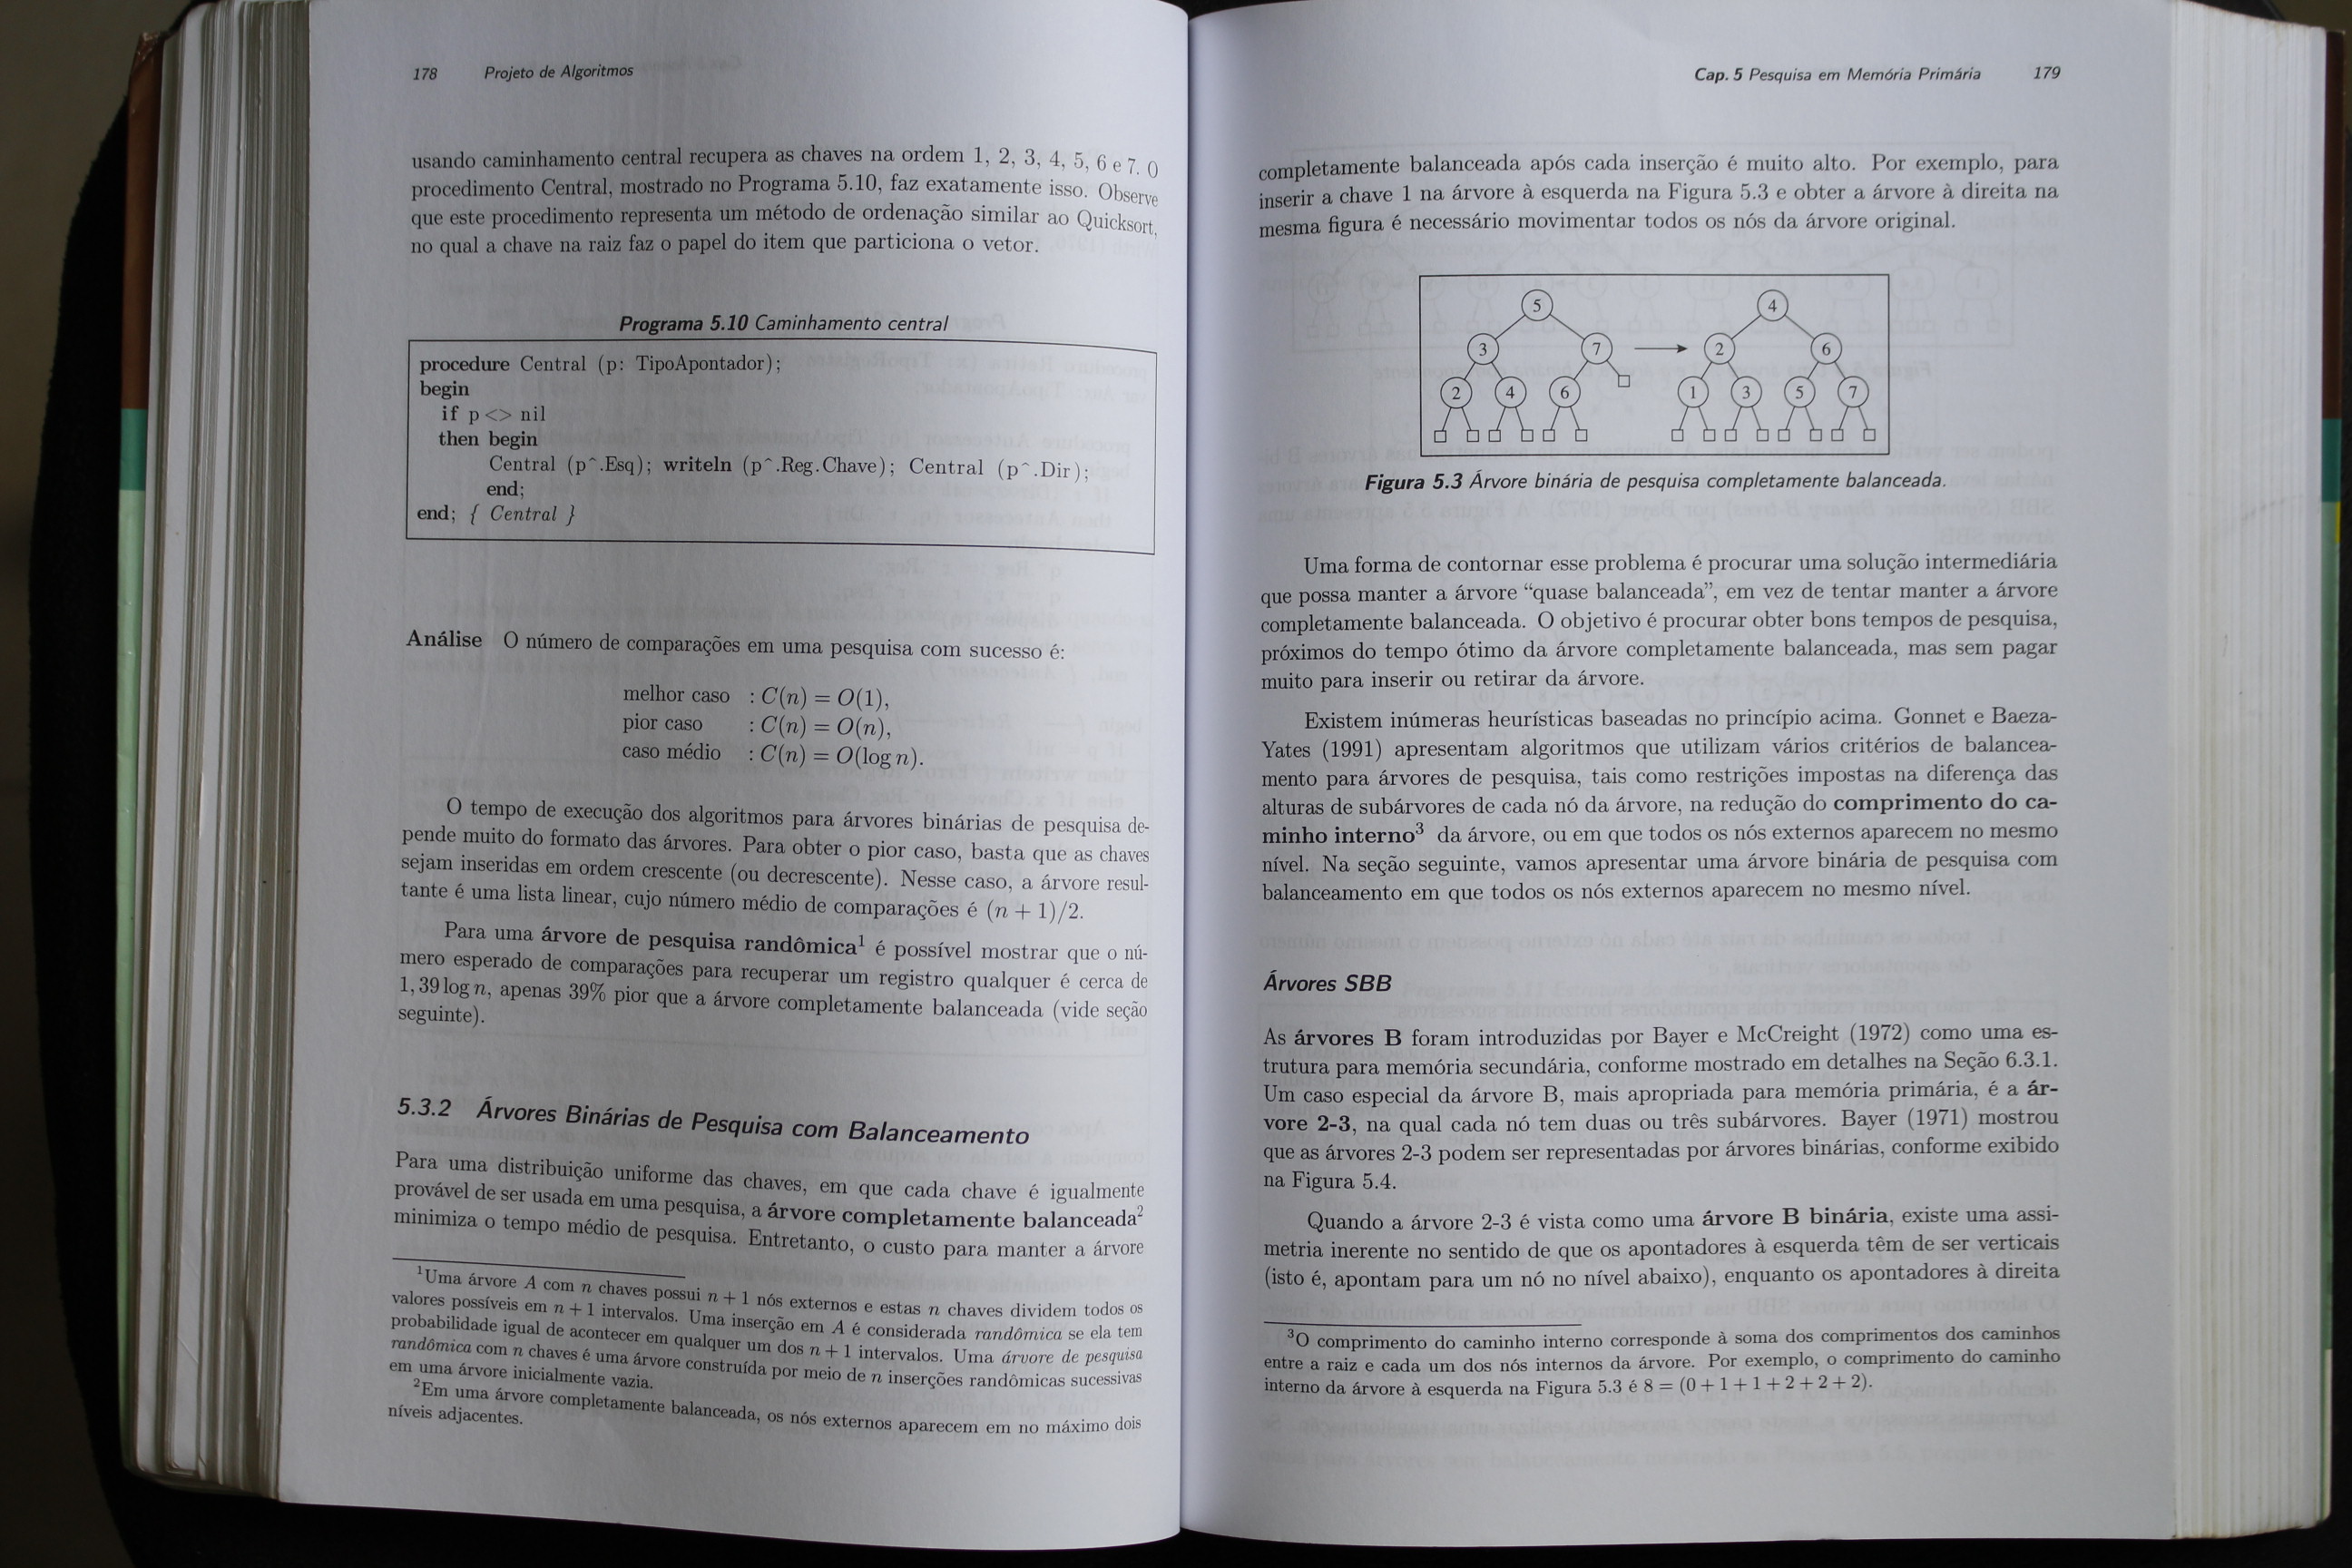 178 Projeto de Algoritmos
usando caminhamento central recupera as chaves na ordem 1, 2, 3, 4, 5, 6 e 7. O
procedimento Central, mostrado no Programa 5.10, faz exatamente isso. Observe
que este procedimento representa um método de ordenação similar ao Quicksort,
no qual a chave na raiz faz o papel do item que particiona o vetor.
Programa 5.10 Caminhamento central
procedure Central (p: TipoApontador);
begin
if p <> nil
then begin
Central (p^.Esq); writeln (p^.Reg.Chave); Central (p^.Dir);
end;
end; { Central }
Análise O número de comparações em uma pesquisa com sucesso é:
melhor caso : C(n) = O(1),
pior caso : C(n) = O(n),
caso médio : C(n) = O(log n).
O tempo de execução dos algoritmos para árvores binárias de pesquisa de-
pende muito do formato das árvores. Para obter o pior caso, basta que as chaves
sejam inseridas em ordem crescente (ou decrescente). Nesse caso, a árvore resul-
tante é uma lista linear, cujo número médio de comparações é (n + 1)/2.
Para uma árvore de pesquisa randômica¹ é possível mostrar que o nú-
mero esperado de comparações para recuperar um registro qualquer é cerca de
1,39 log n, apenas 39% pior que a árvore completamente balanceada (vide seção
seguinte).
5.3.2 Árvores Binárias de Pesquisa com Balanceamento
Para uma distribuição uniforme das chaves, em que cada chave é igualmente
provável de ser usada em uma pesquisa, a árvore completamente balanceada²
minimiza o tempo médio de pesquisa. Entretanto, o custo para manter a árvore
¹Uma árvore A com n chaves possui n + 1 nós externos e estas n chaves dividem todos os
valores possíveis em n + 1 intervalos. Uma inserção em A é considerada randômica se ela tem
probabilidade igual de acontecer em qualquer um dos n + 1 intervalos. Uma árvore de pesquisa
randômica com n chaves é uma árvore construída por meio de n inserções randômicas sucessivas
em uma árvore inicialmente vazia.
²Em uma árvore completamente balanceada, os nós externos aparecem em no máximo dois
níveis adjacentes.
Cap. 5 Pesquisa em Memória Primária 179
completamente balanceada após cada inserção é muito alto. Por exemplo, para
inserir a chave 1 na árvore à esquerda na Figura 5.3 e obter a árvore à direita na
mesma figura é necessário movimentar todos os nós da árvore original.
5 4
3 7 2 6
2 4 6 1 3 5 7
Figura 5.3 Árvore binária de pesquisa completamente balanceada.
Uma forma de contornar esse problema é procurar uma solução intermediária
que possa manter a árvore “quase balanceada”, em vez de tentar manter a árvore
completamente balanceada. O objetivo é procurar obter bons tempos de pesquisa,
próximos do tempo ótimo da árvore completamente balanceada, mas sem pagar
muito para inserir ou retirar da árvore.
Existem inúmeras heurísticas baseadas no princípio acima. Gonnet e Baeza-
Yates (1991) apresentam algoritmos que utilizam vários critérios de balancea-
mento para árvores de pesquisa, tais como restrições impostas na diferença das
alturas de subárvores de cada nó da árvore, na redução do comprimento do ca-
minho interno³ da árvore, ou em que todos os nós externos aparecem no mesmo
nível. Na seção seguinte, vamos apresentar uma árvore binária de pesquisa com
balanceamento em que todos os nós externos aparecem no mesmo nível.
Árvores SBB
As árvores B foram introduzidas por Bayer e McCreight (1972) como uma es-
trutura para memória secundária, conforme mostrado em detalhes na Seção 6.3.1.
Um caso especial da árvore B, mais apropriada para memória primária, é a ár-
vore 2-3, na qual cada nó tem duas ou três subárvores. Bayer (1971) mostrou
que as árvores 2-3 podem ser representadas por árvores binárias, conforme exibido
na Figura 5.4.
Quando a árvore 2-3 é vista como uma árvore B binária, existe uma assi-
metria inerente no sentido de que os apontadores à esquerda têm de ser verticais
(isto é, apontam para um nó no nível abaixo), enquanto os apontadores à direita
³O comprimento do caminho interno corresponde à soma dos comprimentos dos caminhos
entre a raiz e cada um dos nós internos da árvore. Por exemplo, o comprimento do caminho
interno da árvore à esquerda na Figura 5.3 é 8 = (0 + 1 + 1 + 2 + 2 + 2).